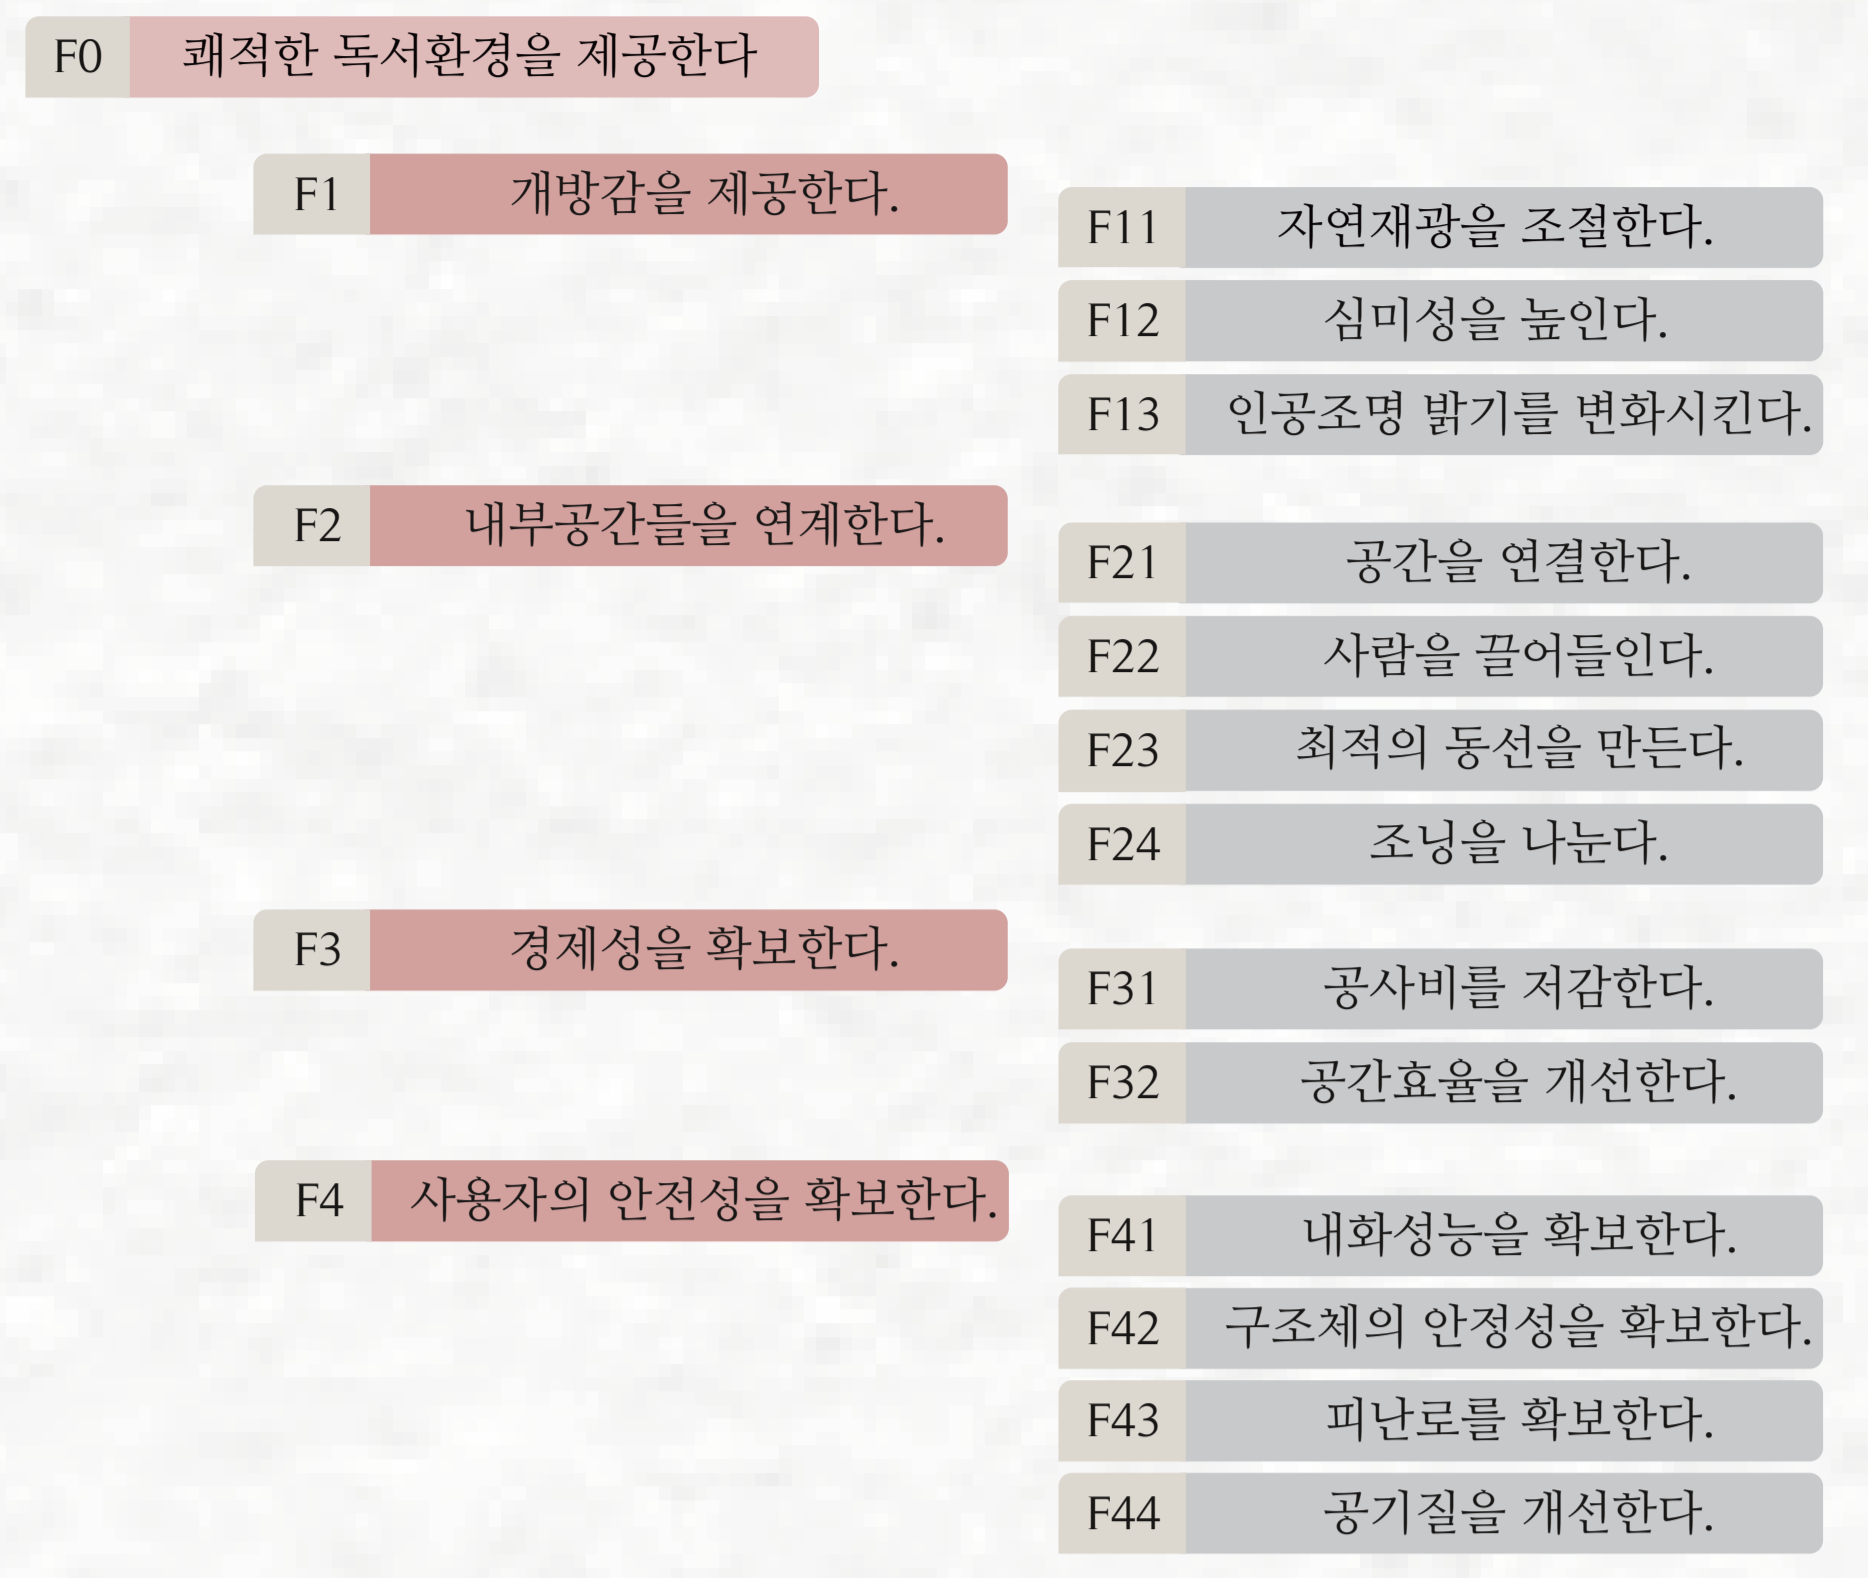 F0 쾌적한 독서환경을 제공한다
F1 개방감을 제공한다.
F11 자연재광을 조절한다.
F12 심미성을 높인다.
F13 인공조명 밝기를 변화시킨다.
F2 내부공간들을 연계한다.
F21 공간을 연결한다.
F22 사람을 끌어들인다.
F23 최적의 동선을 만든다.
F24 조닝을 나눈다.
F3 경제성을 확보한다.
F31 공사비를 저감한다.
F32 공간효율을 개선한다.
F4 사용자의 안전성을 확보한다.
F41 내화성능을 확보한다.
F42 구조체의 안정성을 확보한다.
F43 피난로를 확보한다.
F44 공기질을 개선한다.